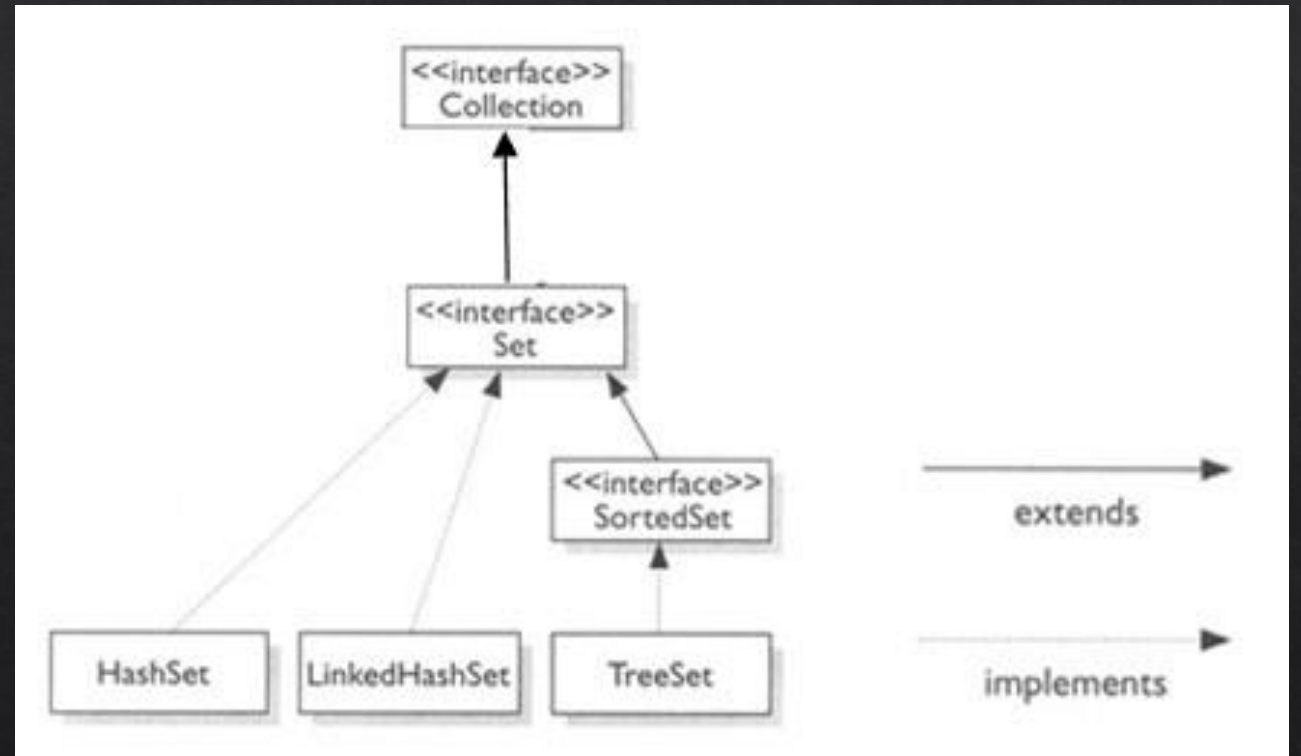 <<interface>>
Collection
<<interface>>
Set
<<interface>>
SortedSet
extends
HashSet
LinkedHashSet
TreeSet
implements